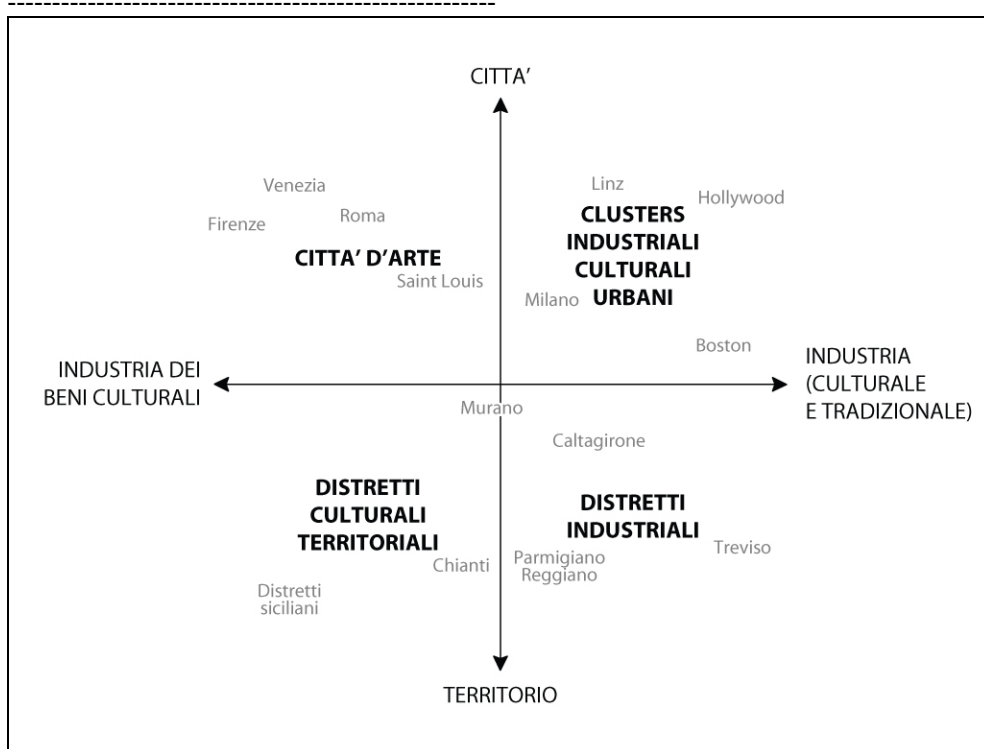 CITTA'
Venezia
Linz
Hollywood
Firenze
Roma
CLUSTERS
INDUSTRIALI
CULTURALI
URBANI
CITTA' D'ARTE
Saint Louis
Milano
Boston
INDUSTRIA DEI
BENI CULTURALI
INDUSTRIA
(CULTURALE
E TRADIZIONALE)
Murano
Caltagirone
DISTRETTI
CULTURALI
TERRITORIALI
DISTRETTI
INDUSTRIALI
Treviso
Chianti
Parmigiano
Reggiano
Distretti
siciliani
TERRITORIO